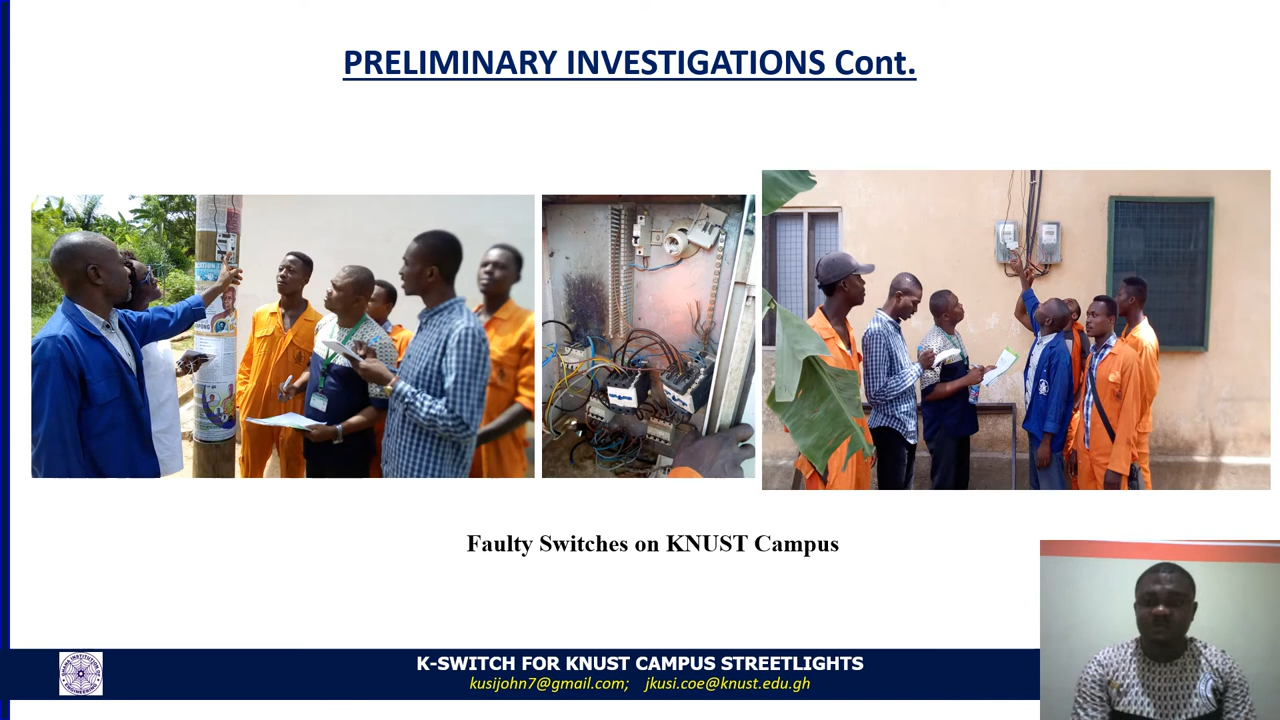 PRELIMINARY INVESTIGATIONS Cont.
Faulty Switches on KNUST Campus
K-SWITCH FOR KNUST CAMPUS STREETLIGHTS
kusijohn7@gmail.com; jkusi.coe@knust.edu.gh